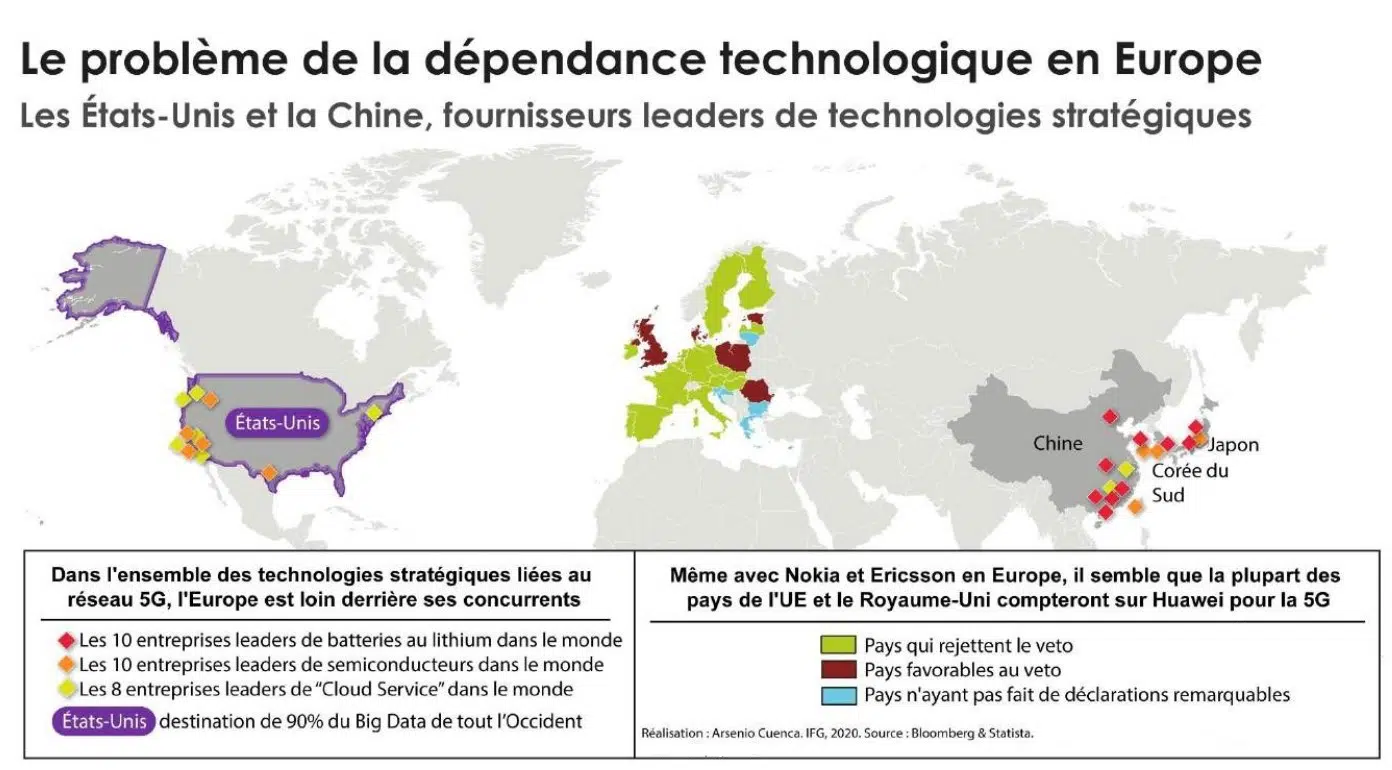 Le problème de la dépendance technologique en Europe
Les États-Unis et la Chine, fournisseurs leaders de technologies stratégiques
États-Unis
Chine
Japon
Corée du
Sud
Dans l'ensemble des technologies stratégiques liées au
réseau 5G, l'Europe est loin derrière ses concurrents
Les 10 entreprises leaders de batteries au lithium dans le monde
Les 10 entreprises leaders de semiconducteurs dans le monde
Les 8 entreprises leaders de “Cloud Service” dans le monde
États-Unis destination de 90% du Big Data de tout l'Occident
Même avec Nokia et Ericsson en Europe, il semble que la plupart des
pays de l'UE et le Royaume-Uni compteront sur Huawei pour la 5G
Pays qui rejettent le veto
Pays favorables au veto
Pays n'ayant pas fait de déclarations remarquables
Réalisation : Arsenio Cuenca. IFG, 2020. Source : Bloomberg & Statista.